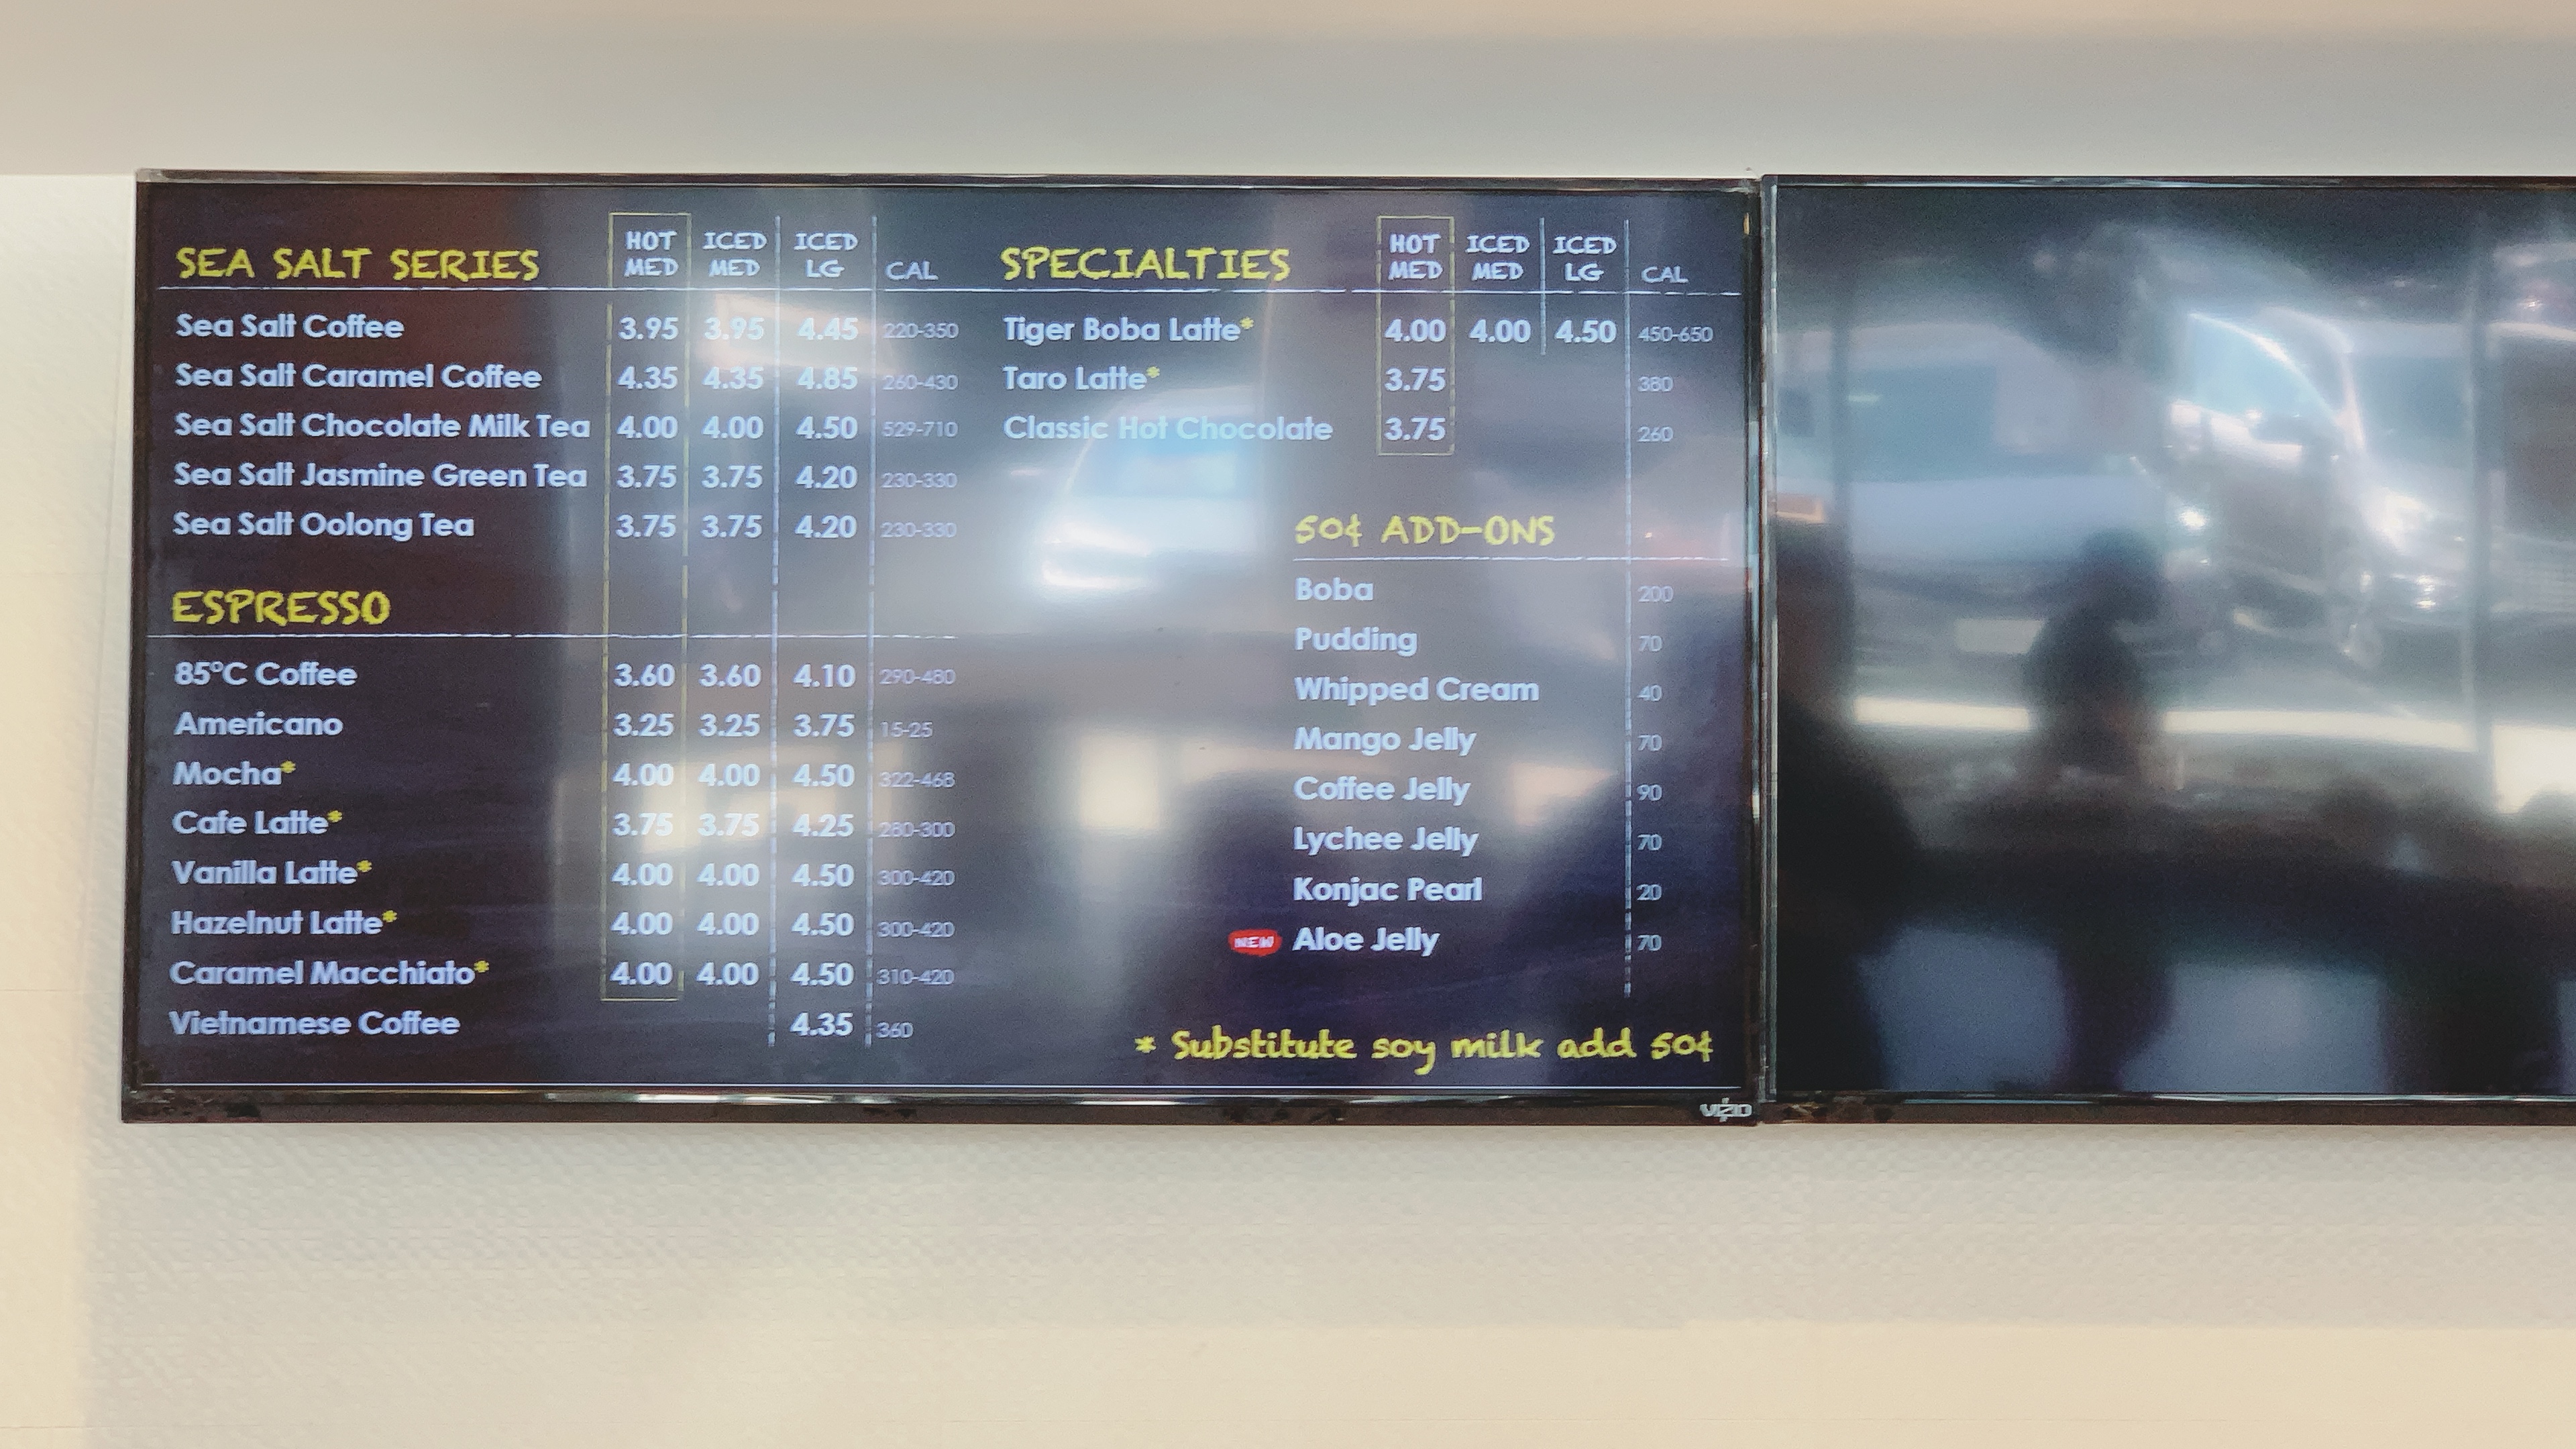 SEA SALT SERIES HOT MED ICED MED ICED LG CAL
Sea Salt Coffee 3.95 3.95 4.45 220-350
Sea Salt Caramel Coffee 4.35 4.35 4.85 260-430
Sea Salt Chocolate Milk Tea 4.00 4.00 4.50 529-710
Sea Salt Jasmine Green Tea 3.75 3.75 4.20 230-330
Sea Salt Oolong Tea 3.75 3.75 4.20 230-330
ESPRESSO
85°C Coffee 3.60 3.60 4.10 290-480
Americano 3.25 3.25 3.75 15-25
Mocha* 4.00 4.00 4.50 322-468
Cafe Latte* 3.75 3.75 4.25 280-300
Vanilla Latte* 4.00 4.00 4.50 300-420
Hazelnut Latte* 4.00 4.00 4.50 300-420
Caramel Macchiato* 4.00 4.00 4.50 310-420
Vietnamese Coffee 4.35 360
SPECIALTIES HOT MED ICED MED ICED LG CAL
Tiger Boba Latte* 4.00 4.00 4.50 450-650
Taro Latte* 3.75 380
Classic Hot Chocolate 3.75 260
50¢ ADD-ONS
Boba 200
Pudding 70
Whipped Cream 40
Mango Jelly 70
Coffee Jelly 90
Lychee Jelly 70
Konjac Pearl 20
NEW Aloe Jelly 70
* Substitute soy milk add 50¢
VIZIO